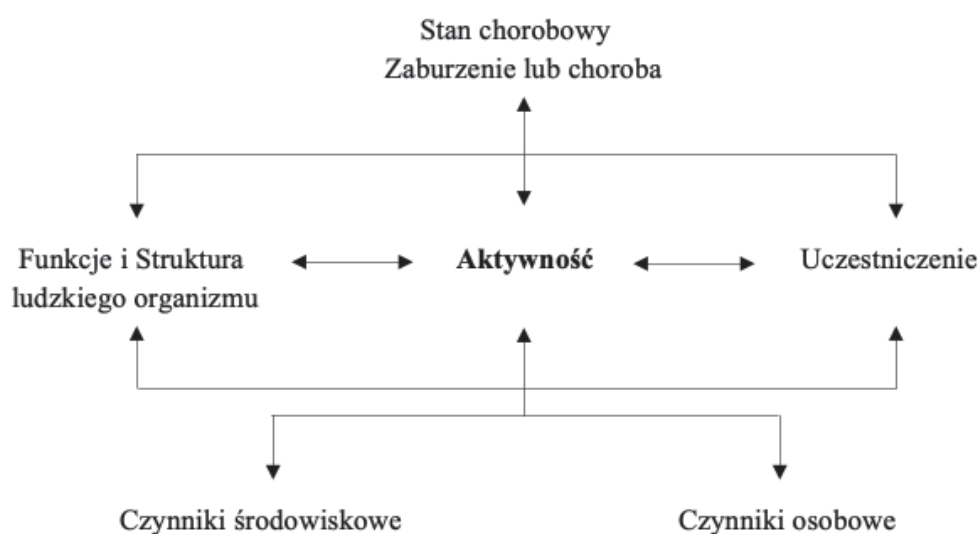 Stan chorobowy
Zaburzenie lub choroba
Funkcje i Struktura
ludzkiego organizmu
Aktywność
Uczestniczenie
Czynniki środowiskowe
Czynniki osobowe